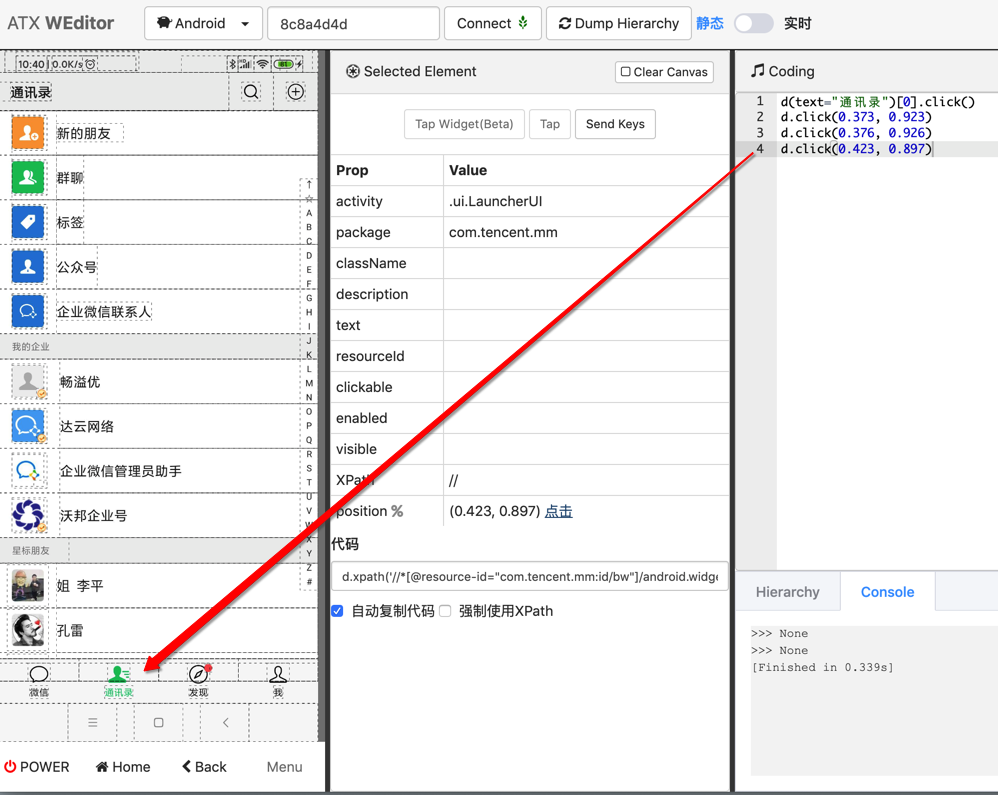 ATX WEditor
Android
8c8a4d4d
Connect
Dump Hierarchy
静态
实时
10:40
0.0K/s
通讯录
新的朋友
群聊
标签
公众号
企业微信联系人
我的企业
畅溢优
达云网络
企业微信管理员助手
沃邦企业号
星标朋友
姐 李平
孔雷
↑
☆
A
B
C
D
E
F
G
H
I
J
K
L
M
N
O
P
Q
R
S
T
U
V
W
X
Y
Z
#
微信
通讯录
发现
我
POWER
Home
Back
Menu
Selected Element
Clear Canvas
Tap Widget(Beta)
Tap
Send Keys
Prop Value
activity .ui.LauncherUI
package com.tencent.mm
className
description
text
resourceId
clickable
enabled
visible
XPath //
position % (0.423, 0.897) 点击
代码
d.xpath('//*[@resource-id="com.tencent.mm:id/bw"]/android.widge
自动复制代码
强制使用XPath
Coding
1 d(text="通讯录")[0].click()
2 d.click(0.373, 0.923)
3 d.click(0.376, 0.926)
4 d.click(0.423, 0.897)
Hierarchy
Console
>>> None
>>> None
[Finished in 0.339s]